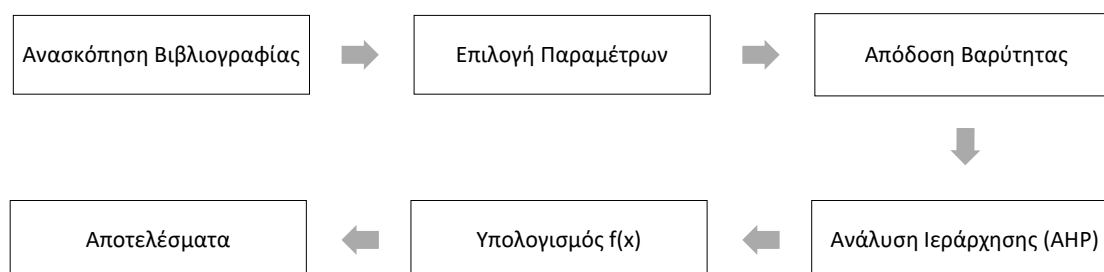 Ανασκόπηση Βιβλιογραφίας
Επιλογή Παραμέτρων
Απόδοση Βαρύτητας
Ανάλυση Ιεράρχησης (AHP)
Υπολογισμός f(x)
Αποτελέσματα